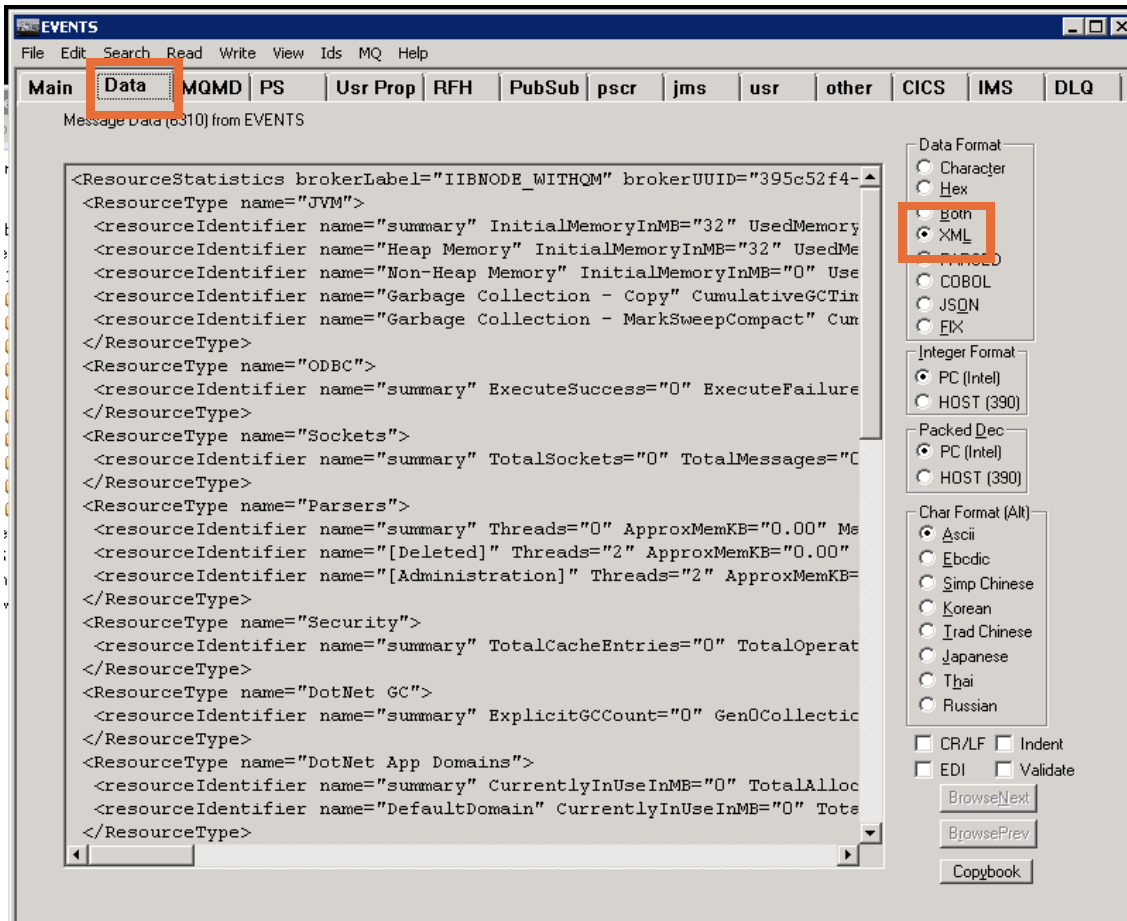 EVENTS
File Edit Search Read Write View Ids MQ Help
Main Data MQMD PS Usr Prop RFH PubSub pscr jms usr other CICS IMS DLQ
Message Data (6310) from EVENTS
<ResourceStatistics brokerLabel="IIBNODE_WITHQM" brokerUUID="395c52f4-
<ResourceType name="JVM">
<resourceIdentifier name="summary" InitialMemoryInMB="32" UsedMemory
<resourceIdentifier name="Heap Memory" InitialMemoryInMB="32" UsedMe
<resourceIdentifier name="Non-Heap Memory" InitialMemoryInMB="0" Use
<resourceIdentifier name="Garbage Collection - Copy" CumulativeGCTim
<resourceIdentifier name="Garbage Collection - MarkSweepCompact" Cum
</ResourceType>
<ResourceType name="ODBC">
<resourceIdentifier name="summary" ExecuteSuccess="0" ExecuteFailure
</ResourceType>
<ResourceType name="Sockets">
<resourceIdentifier name="summary" TotalSockets="0" TotalMessages="0
</ResourceType>
<ResourceType name="Parsers">
<resourceIdentifier name="summary" Threads="0" ApproxMemKB="0.00" Ma
<resourceIdentifier name="[Deleted]" Threads="2" ApproxMemKB="0.00"
<resourceIdentifier name="[Administration]" Threads="2" ApproxMemKB=
</ResourceType>
<ResourceType name="Security">
<resourceIdentifier name="summary" TotalCacheEntries="0" TotalOperat
</ResourceType>
<ResourceType name="DotNet GC">
<resourceIdentifier name="summary" ExplicitGCCount="0" Gen0Collectio
</ResourceType>
<ResourceType name="DotNet App Domains">
<resourceIdentifier name="summary" CurrentlyInUseInMB="0" TotalAlloc
<resourceIdentifier name="DefaultDomain" CurrentlyInUseInMB="0" Tota
</ResourceType>
Data Format
Character
Hex
Both
XML
PARSED
COBOL
JSON
FIX
Integer Format
PC (Intel)
HOST (390)
Packed Dec
PC (Intel)
HOST (390)
Char Format (Alt)
Ascii
Ebcdic
Simp Chinese
Korean
Trad Chinese
Japanese
Thai
Russian
CR/LF Indent
EDI Validate
BrowseNext
BrowsePrev
Copybook